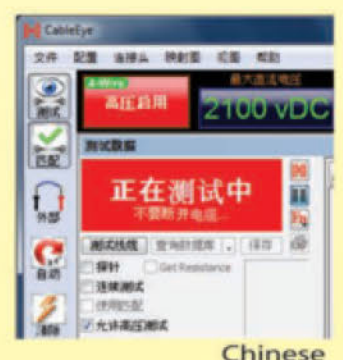 CableEye
文件 配置 连接头 映射图 视图 帮助
4-Wire
高压启用
最大直流电压
2100 vDC
测试
匹配
外部
自动
清除
测试数据
正在测试中
不要断开电缆...
测试线缆 查询数据库 保存
探针 Get Resistance
连续测试
使用匹配
允许高压测试
Chinese